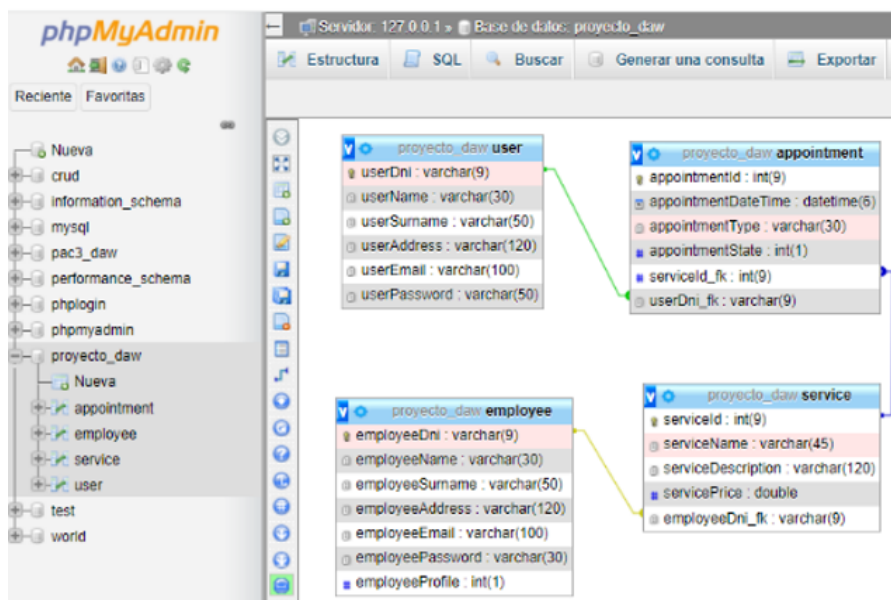 phpMyAdmin
Reciente Favoritas
Nueva
crud
information_schema
mysql
pac3_daw
performance_schema
phplogin
phpmyadmin
proyecto_daw
Nueva
appointment
employee
service
user
test
world
Servidor: 127.0.0.1 » Base de datos: proyecto_daw
Estructura SQL Buscar Generar una consulta Exportar
proyecto_daw user
userDni : varchar(9)
userName : varchar(30)
userSurname : varchar(50)
userAddress : varchar(120)
userEmail : varchar(100)
userPassword : varchar(50)
proyecto_daw appointment
appointmentId : int(9)
appointmentDateTime : datetime(6)
appointmentType : varchar(30)
appointmentState : int(1)
serviceId_fk : int(9)
userDni_fk : varchar(9)
proyecto_daw employee
employeeDni : varchar(9)
employeeName : varchar(30)
employeeSurname : varchar(50)
employeeAddress : varchar(120)
employeeEmail : varchar(100)
employeePassword : varchar(30)
employeeProfile : int(1)
proyecto_daw service
serviceId : int(9)
serviceName : varchar(45)
serviceDescription : varchar(120)
servicePrice : double
employeeDni_fk : varchar(9)